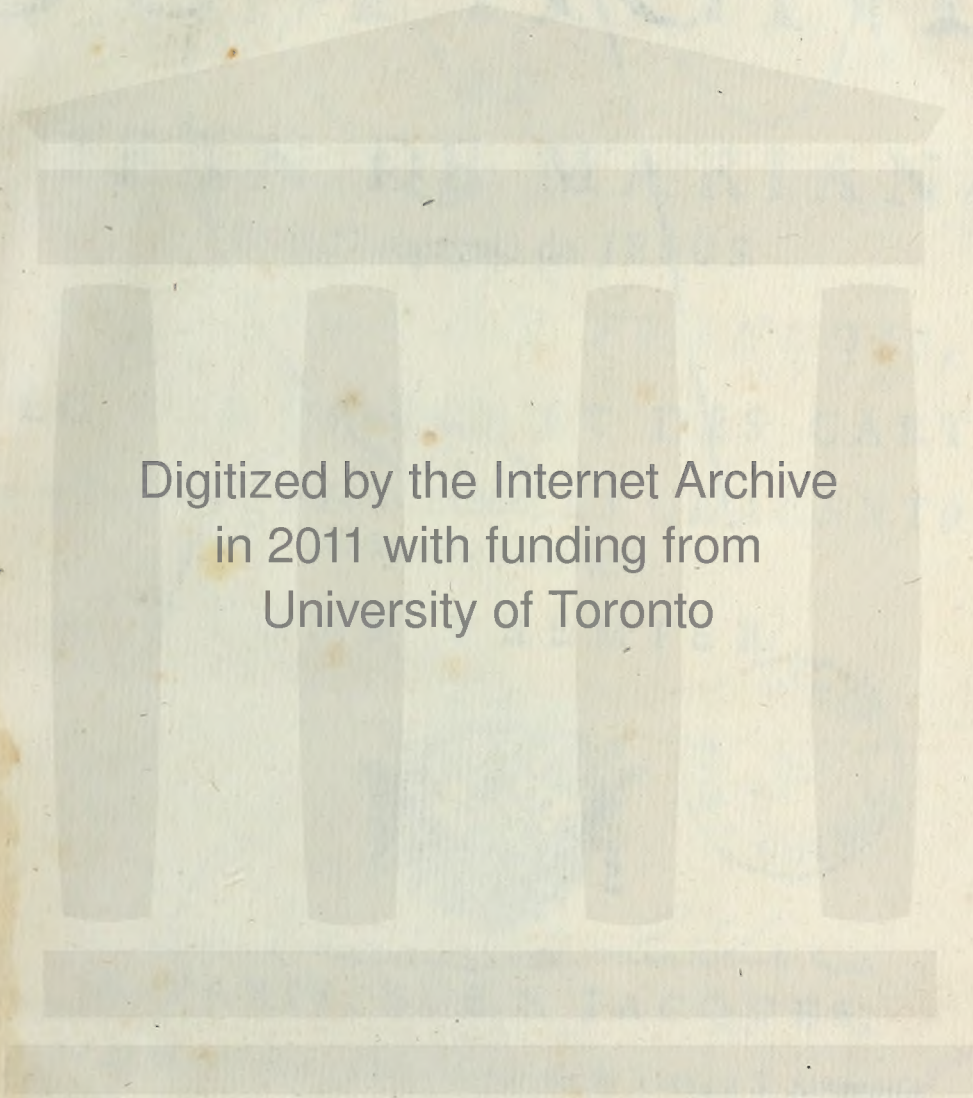 Digitized by the Internet Archive
in 2011 with funding from
University of Toronto